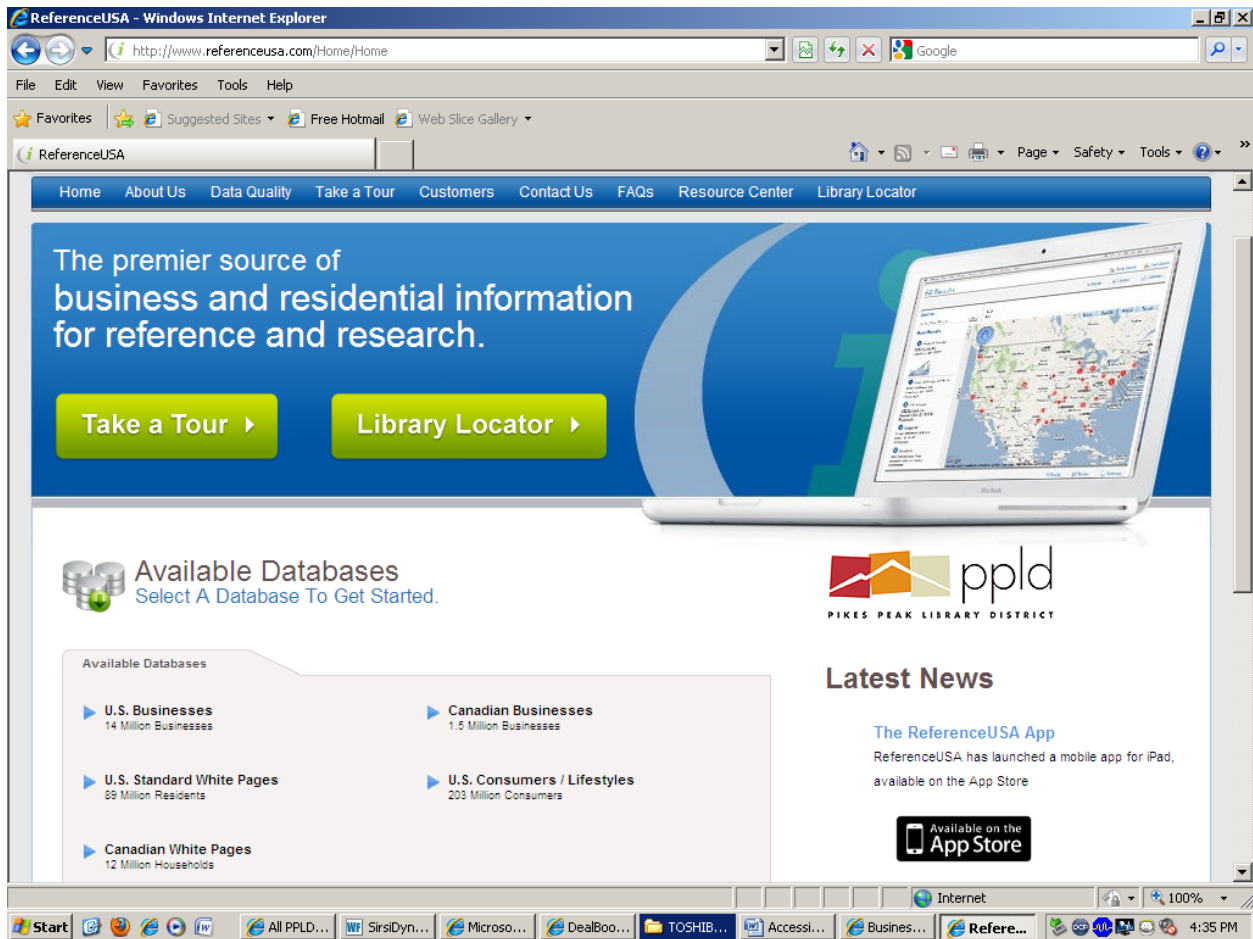 ReferenceUSA - Windows Internet Explorer
http://www.referenceusa.com/Home/Home
Google
File Edit View Favorites Tools Help
Favorites Suggested Sites Free Hotmail Web Slice Gallery
ReferenceUSA
Page Safety Tools
Home About Us Data Quality Take a Tour Customers Contact Us FAQs Resource Center Library Locator
The premier source of
business and residential information
for reference and research.
Take a Tour
Library Locator
All Results
MacBook
Available Databases
Select A Database To Get Started.
ppld
PIKES PEAK LIBRARY DISTRICT
Available Databases
U.S. Businesses
14 Million Businesses
Canadian Businesses
1.5 Million Businesses
U.S. Standard White Pages
89 Million Residents
U.S. Consumers / Lifestyles
203 Million Consumers
Canadian White Pages
12 Million Households
Latest News
The ReferenceUSA App
ReferenceUSA has launched a mobile app for iPad,
available on the App Store
Available on the
App Store
Internet
100%
Start
All PPLD...
SirsiDyn...
Microso...
DealBoo...
TOSHIB...
Accessi...
Busines...
Refere...
4:35 PM